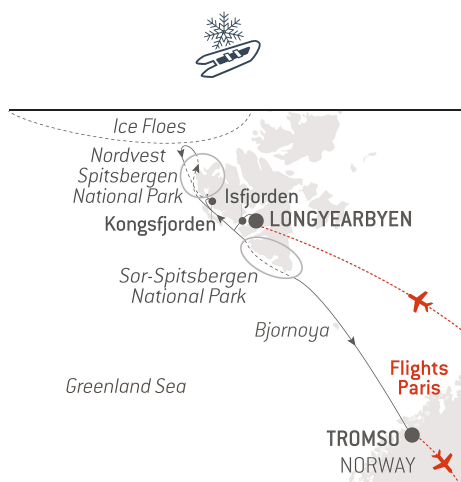 Ice Floes
Nordvest
Spitsbergen
National Park
Isfjorden
LONGYEARBYEN
Kongsfjorden
Sor-Spitsbergen
National Park
Bjornoya
Flights
Paris
Greenland Sea
TROMSO
NORWAY